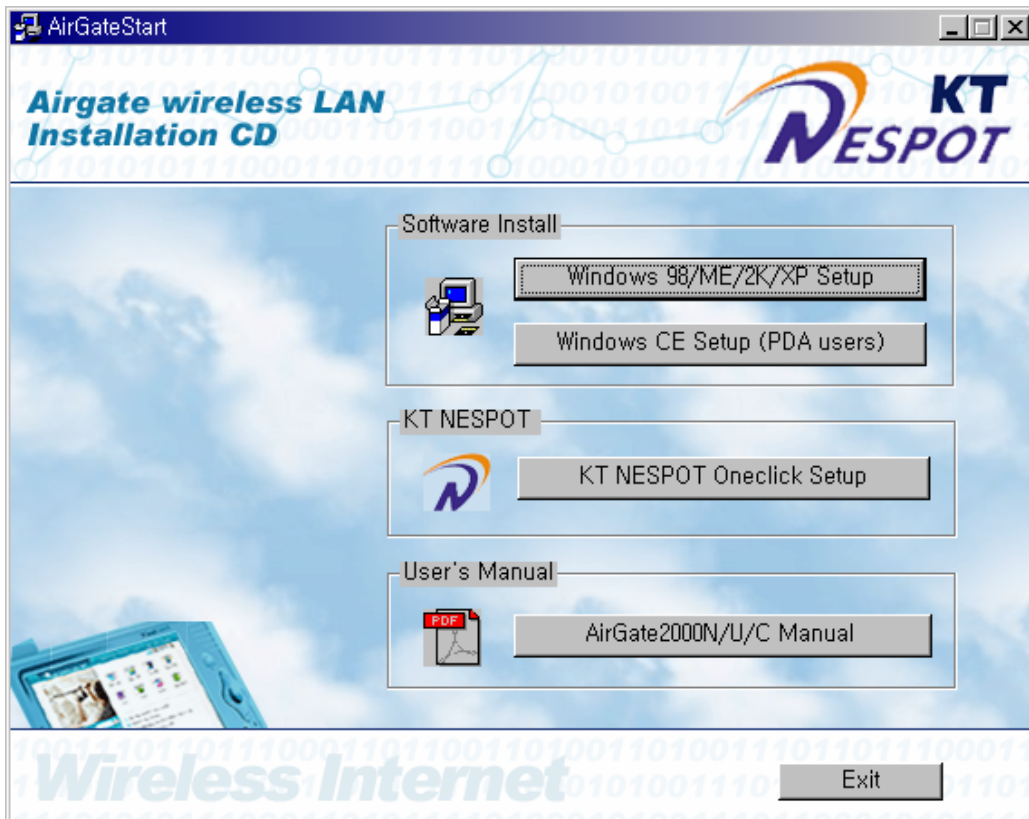 AirGateStart
Airgate wireless LAN
Installation CD
KT
NESPOT
Software Install
Windows 98/ME/2K/XP Setup
Windows CE Setup (PDA users)
KT NESPOT
KT NESPOT Oneclick Setup
User's Manual
PDF
AirGate2000N/U/C Manual
Wireless Internet
Exit